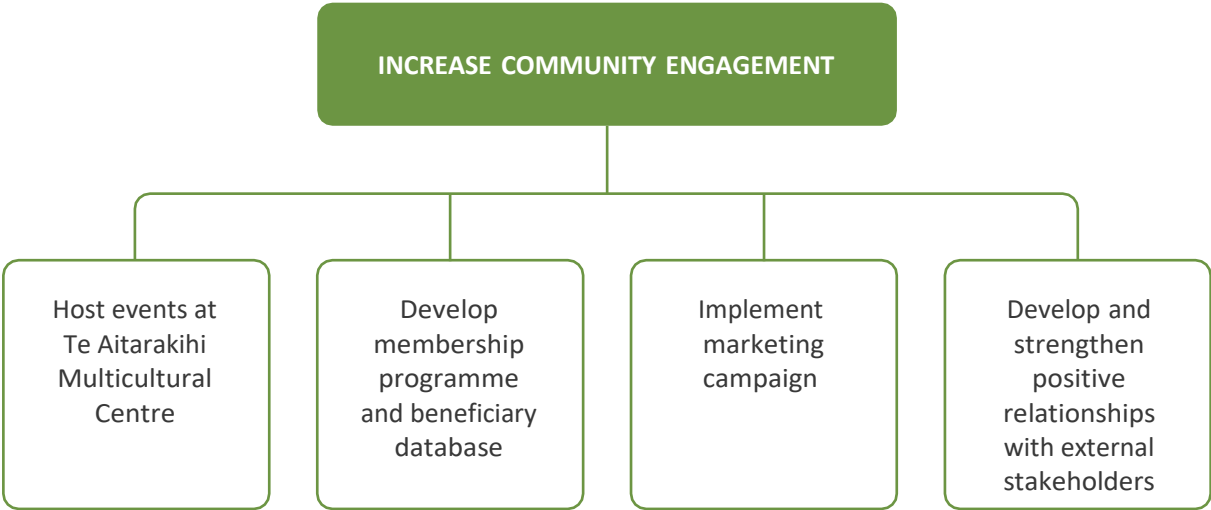 INCREASE COMMUNITY ENGAGEMENT
Host events at
Te Aitarakihi
Multicultural
Centre
Develop
membership
programme
and beneficiary
database
Implement
marketing
campaign
Develop and
strengthen
positive
relationships
with external
stakeholders